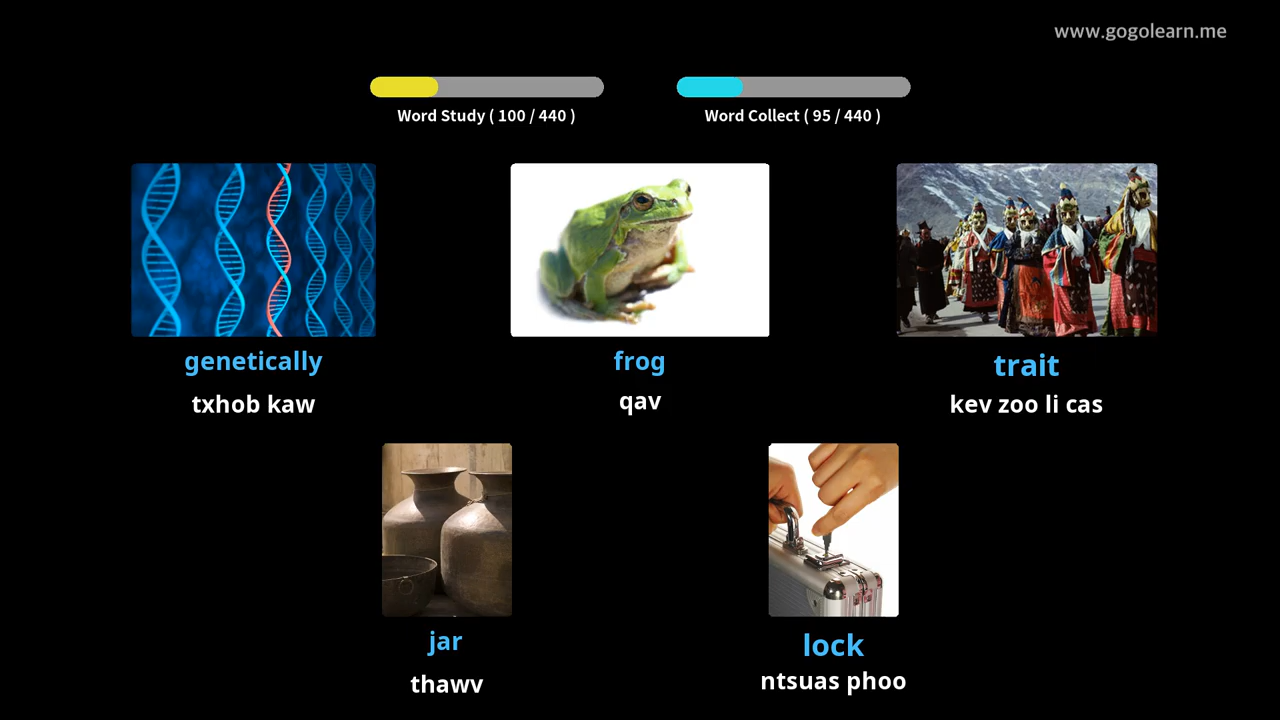 www.gogolearn.me
Word Study ( 100 / 440 )
Word Collect ( 95 / 440 )
genetically
txhob kaw
frog
qav
trait
kev zoo li cas
jar
thawv
lock
ntsuas phoo